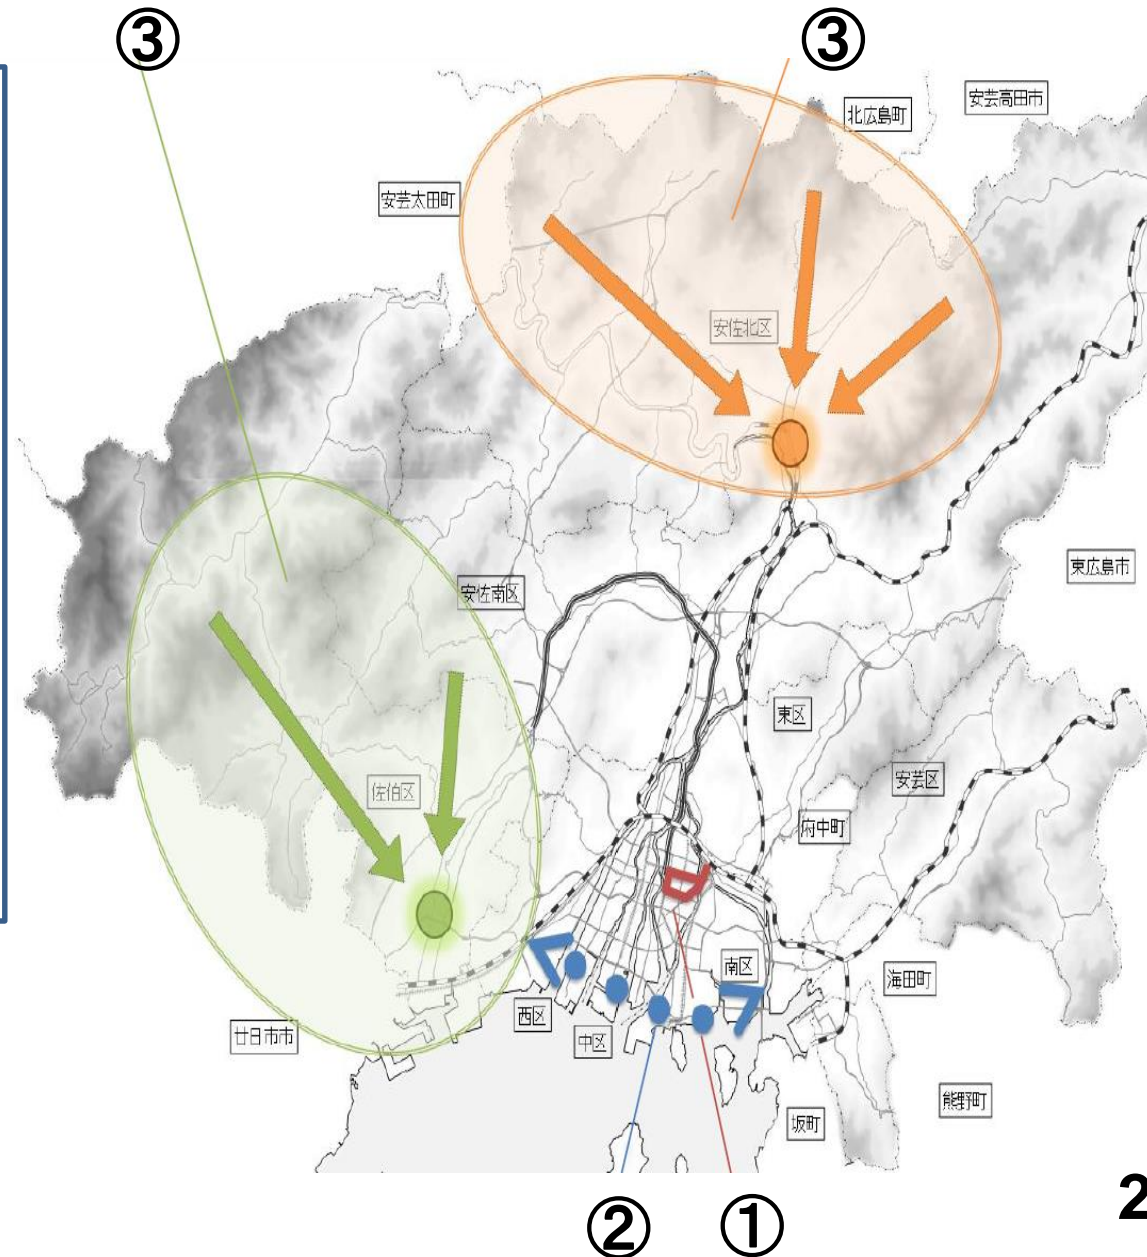 ③
③
安芸高田市
北広島町
安芸太田町
安佐北区
東広島市
安佐南区
東区
安芸区
佐伯区
府中町
南区
海田町
西区
中区
廿日市市
熊野町
坂町
②
①
2